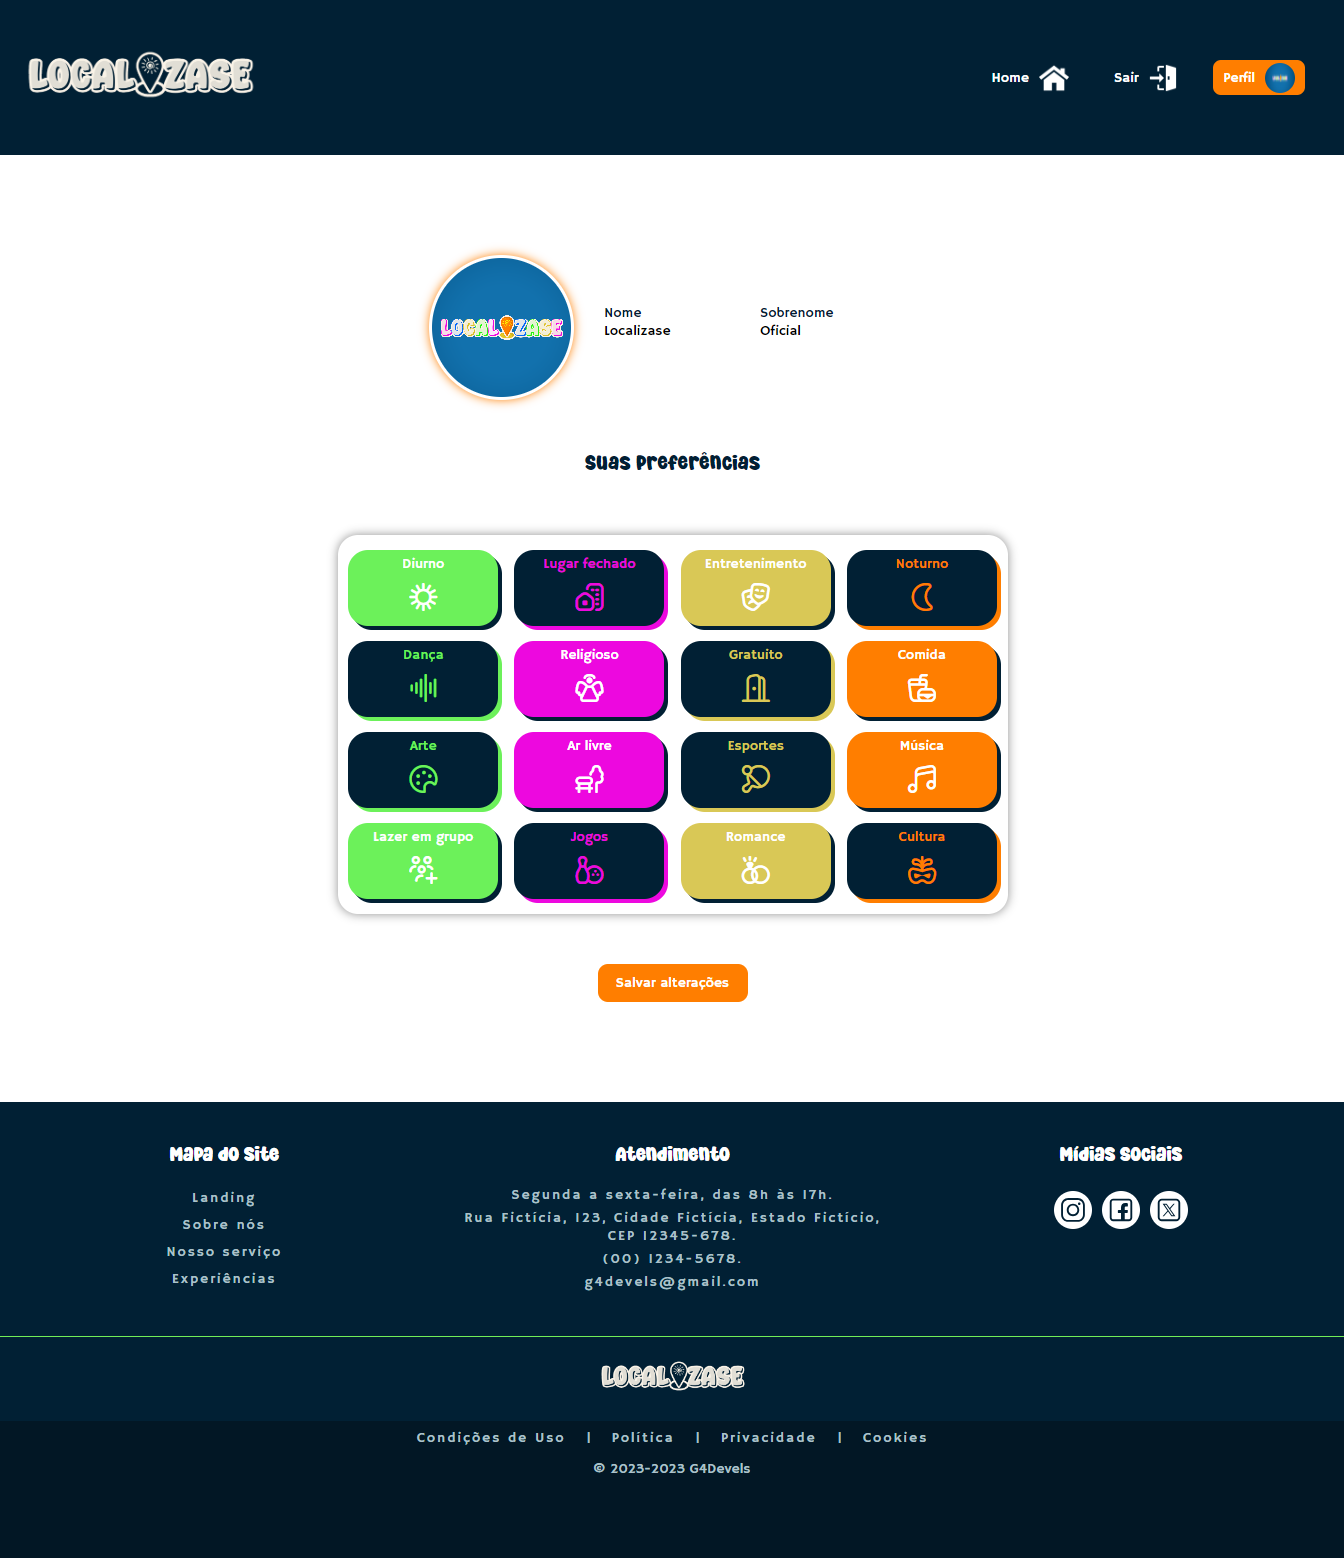 LOCALIZASE
Home
Sair
Perfil
LOCALIZASE
Nome
Localizase
Sobrenome
Oficial
Suas Preferências
Diurno
Lugar fechado
Entretenimento
Noturno
Dança
Religioso
Gratuito
Comida
Arte
Ar livre
Esportes
Música
Lazer em grupo
Jogos
Romance
Cultura
Salvar alterações
Mapa do Site
Landing
Sobre nós
Nosso serviço
Experiências
Atendimento
Segunda a sexta-feira, das 8h às 17h.
Rua Fictícia, 123, Cidade Fictícia, Estado Fictício,
CEP 12345-678.
(00) 1234-5678.
g4devels@gmail.com
Mídias sociais
LOCALIZASE
Condições de Uso | Política | Privacidade | Cookies
© 2023-2023 G4Devels